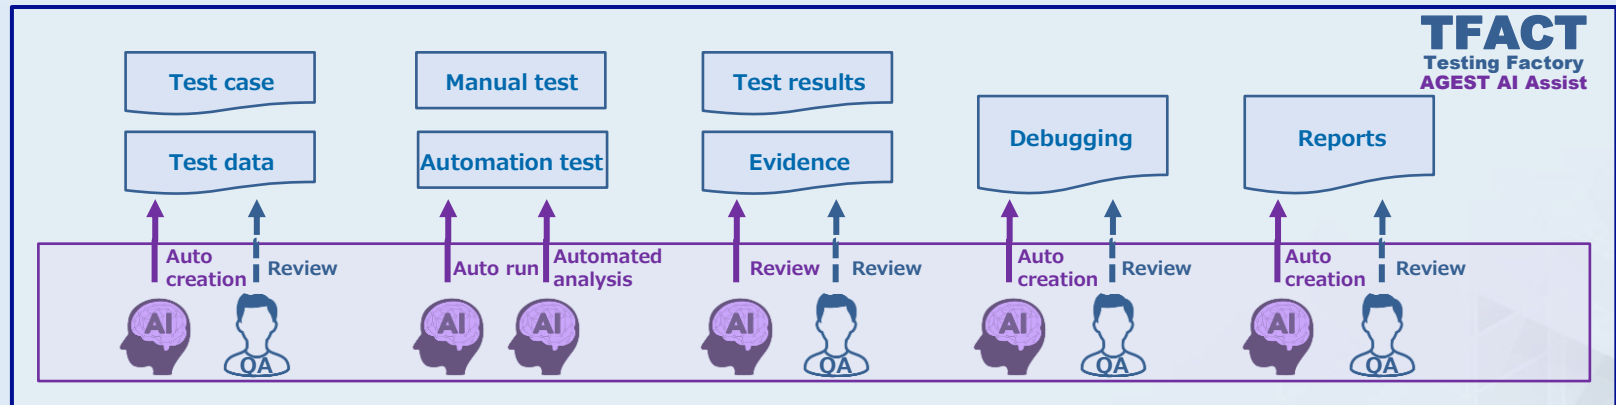 TFACT
Testing Factory
AGEST AI Assist
Test case
Manual test
Test results
Debugging
Reports
Test data
Automation test
Evidence
Auto
creation
Review
Auto run
Automated
analysis
Review
Review
Auto
creation
Review
Auto
creation
Review
AI
QA
AI
AI
AI
QA
AI
QA
AI
QA